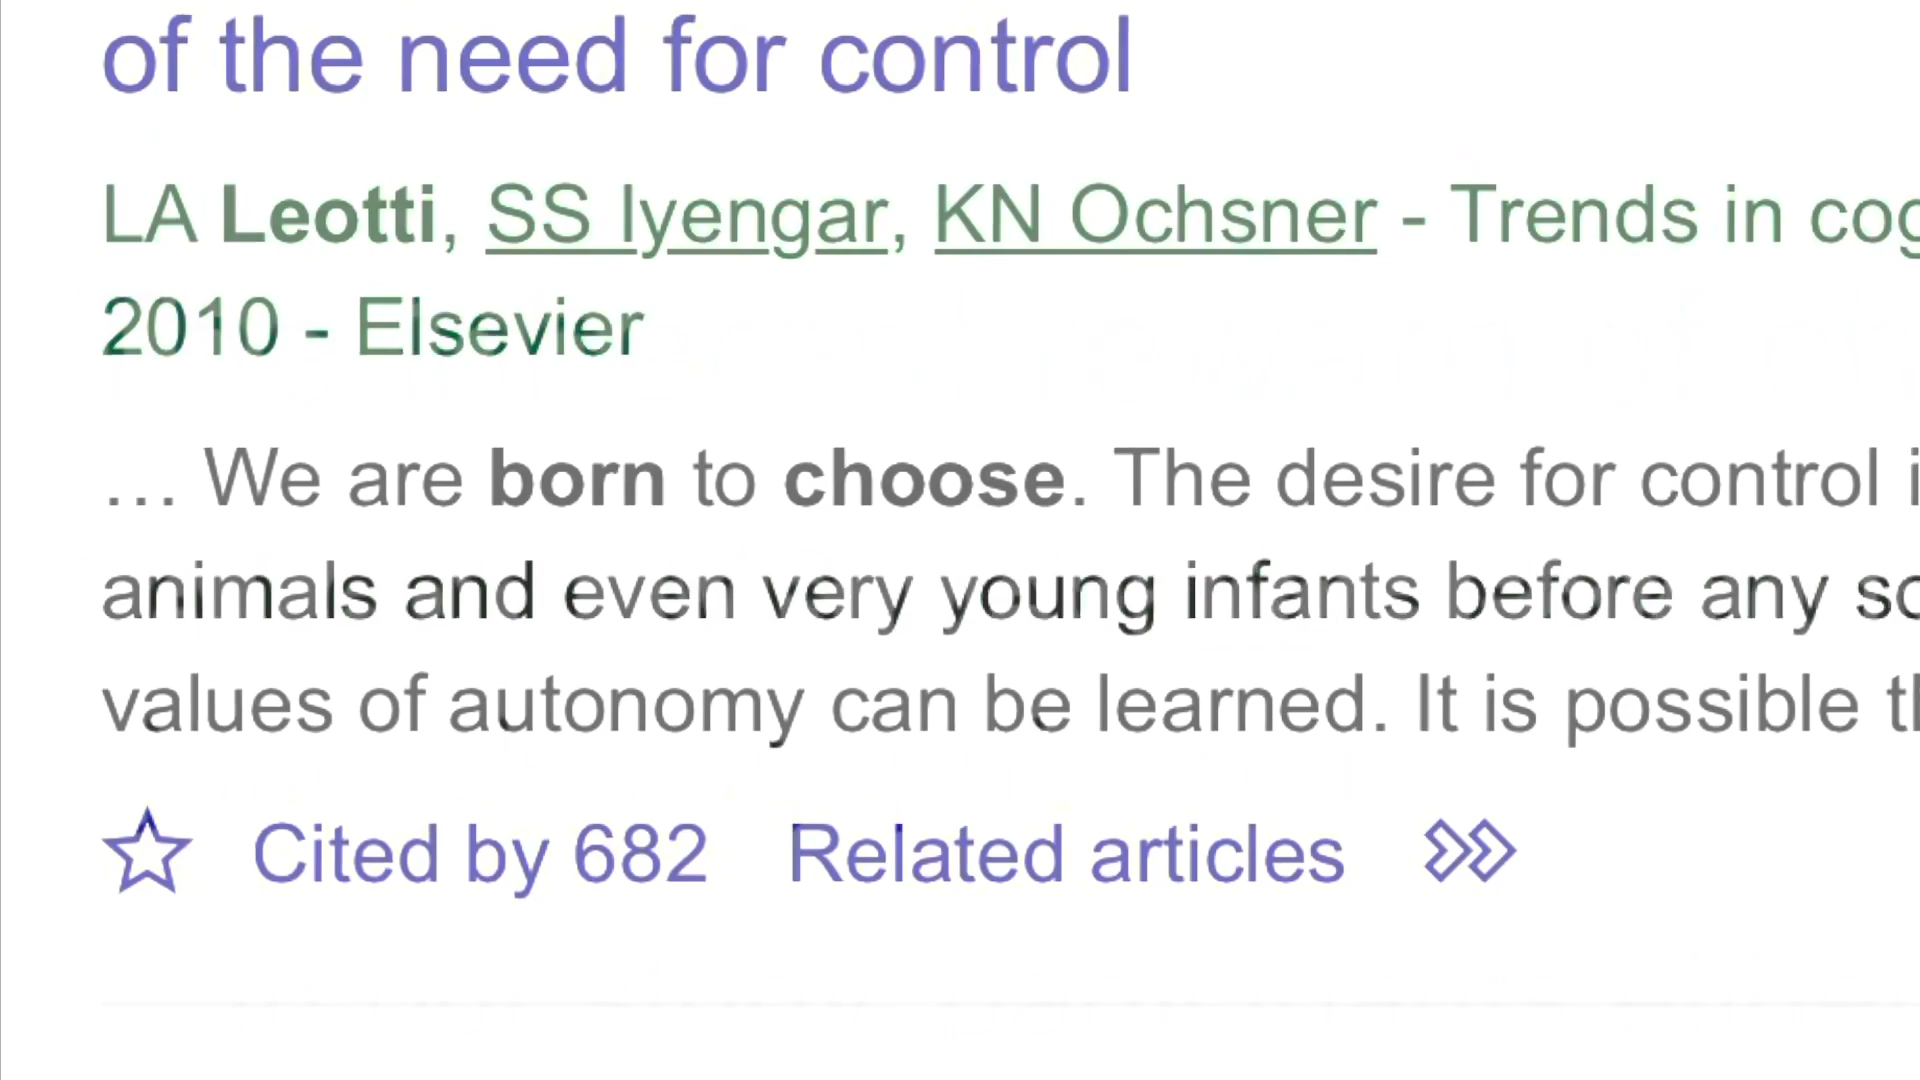 of the need for control
LA Leotti, SS Iyengar, KN Ochsner - Trends in
2010 - Elsevier
… We are born to choose. The desire for control
animals and even very young infants before any
values of autonomy can be learned. It is possible
Cited by 682 Related articles